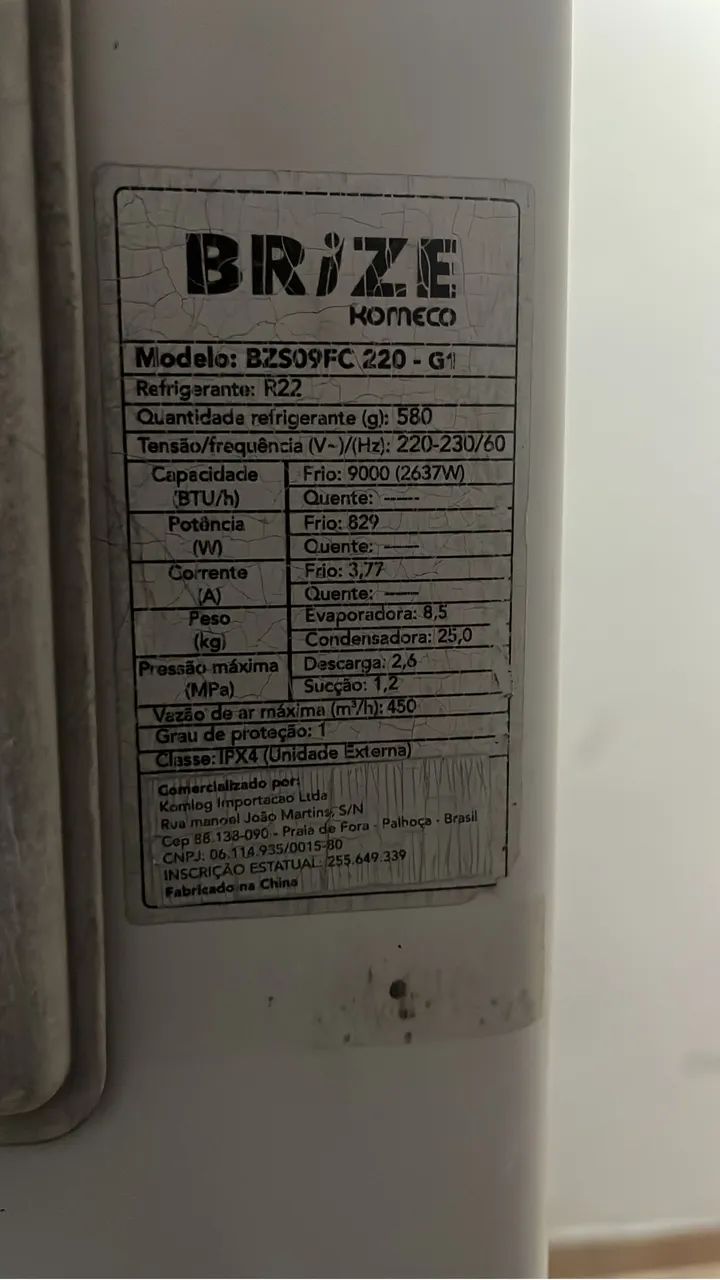 BRiZE
KOMECO
Modelo: BZS09FC 220 - G1
Refrigerante: R22
Quantidade refrigerante (g): 580
Tensão/frequência (V~)/(Hz): 220-230/60
Capacidade
(BTU/h)
Frio: 9000 (2637W)
Quente: -----
Potência
(W)
Frio: 829
Quente: -----
Corrente
(A)
Frio: 3,77
Quente: -----
Peso
(kg)
Evaporadora: 8,5
Condensadora: 25,0
Pressão máxima
(MPa)
Descarga: 2,6
Sucção: 1,2
Vazão de ar máxima (m³/h): 450
Grau de proteção: 1
Classe: IPX4 (Unidade Externa)
Comercializado por:
Komlog Importacao Ltda
Rua manoel João Martins, S/N
Cep 88.138-090 - Praia de Fora - Palhoça - Brasil
CNPJ: 06.114.935/0015-80
INSCRIÇÃO ESTATUAL: 255.649.339
Fabricado na China